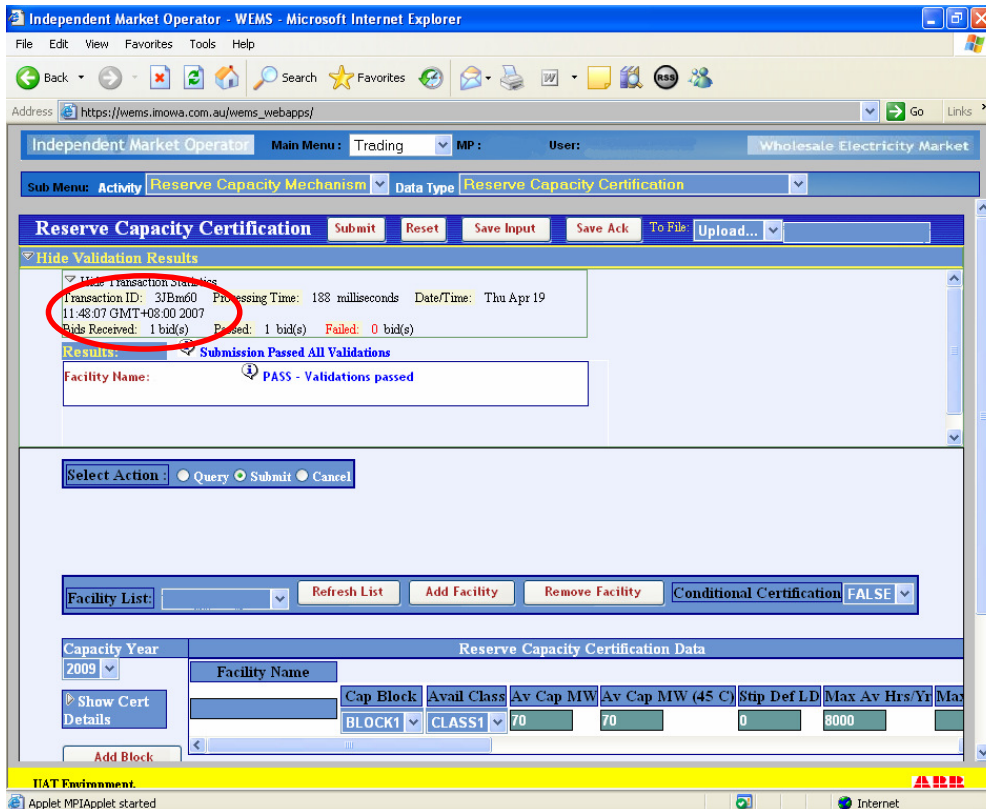 Independent Market Operator - WEMS - Microsoft Internet Explorer
File Edit View Favorites Tools Help
Back Search Favorites RSS
Address https://wems.imowa.com.au/wems_webapps/ Go Links
Independent Market Operator Main Menu : Trading MP : User: Wholesale Electricity Market
Sub Menu: Activity Reserve Capacity Mechanism Data Type Reserve Capacity Certification
Reserve Capacity Certification Submit Reset Save Input Save Ack To File: Upload...
Hide Validation Results
Hide Transaction Statistics
Transaction ID: 3JBm60 Processing Time: 188 milliseconds Date/Time: Thu Apr 19
11:48:07 GMT+08:00 2007
Bids Received: 1 bid(s) Passed: 1 bid(s) Failed: 0 bid(s)
Results: Submission Passed All Validations
Facility Name: PASS - Validations passed
Select Action : Query Submit Cancel
Facility List: Refresh List Add Facility Remove Facility Conditional Certification FALSE
Capacity Year Reserve Capacity Certification Data
2009 Facility Name
Show Cert Details
Cap Block Avail Class Av Cap MW Av Cap MW (45 C) Stip Def LD Max Av Hrs/Yr Max
BLOCK1 CLASS1 70 70 0 8000
Add Block
UAT Environment. ABB
Applet MPIApplet started Internet